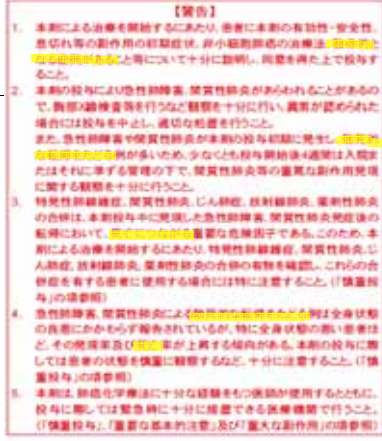 【警告】
1. 本剤による治療を開始するにあたり、患者に本剤の有効性・安全性、
息切れ等の副作用の初期症状、非小細胞肺癌の治療法、致命的と
なる症例があること等について十分に説明し、同意を得た上で投与す
ること。
2. 本剤の投与により急性肺障害、間質性肺炎があらわれることがあるの
で、胸部X線検査等を行うなど観察を十分に行い、異常が認められた
場合には投与を中止し、適切な処置を行うこと。
また、急性肺障害や間質性肺炎が本剤の投与初期に発生し、致死的
な転帰をたどる例が多いため、少なくとも投与開始後4週間は入院ま
たはそれに準ずる管理の下で、間質性肺炎等の重篤な副作用発現
に関する観察を十分に行うこと。
3. 特発性肺線維症、間質性肺炎、じん肺症、放射線肺炎、薬剤性肺炎
の合併は、本剤投与中に発現した急性肺障害、間質性肺炎発症後の
転帰において、死亡につながる重要な危険因子である。このため、本
剤による治療を開始するにあたり、特発性肺線維症、間質性肺炎、じ
ん肺症、放射線肺炎、薬剤性肺炎の合併の有無を確認し、これらの合
併症を有する患者に使用する場合には特に注意すること。(「慎重投
与」の項参照)
4. 急性肺障害、間質性肺炎による致死的な転帰をたどる例は全身状態
の良悪にかかわらず報告されているが、特に全身状態の悪い患者ほ
ど、その発現率及び死亡率が上昇する傾向がある。本剤の投与に際
しては患者の状態を慎重に観察するなど、十分に注意すること。(「慎
重投与」の項参照)
5. 本剤は、肺癌化学療法に十分な経験をもつ医師が使用するとともに、
投与に際しては緊急時に十分に措置できる医療機関で行うこと。
(「慎重投与」、「重要な基本的注意」及び「重大な副作用」の項参照)